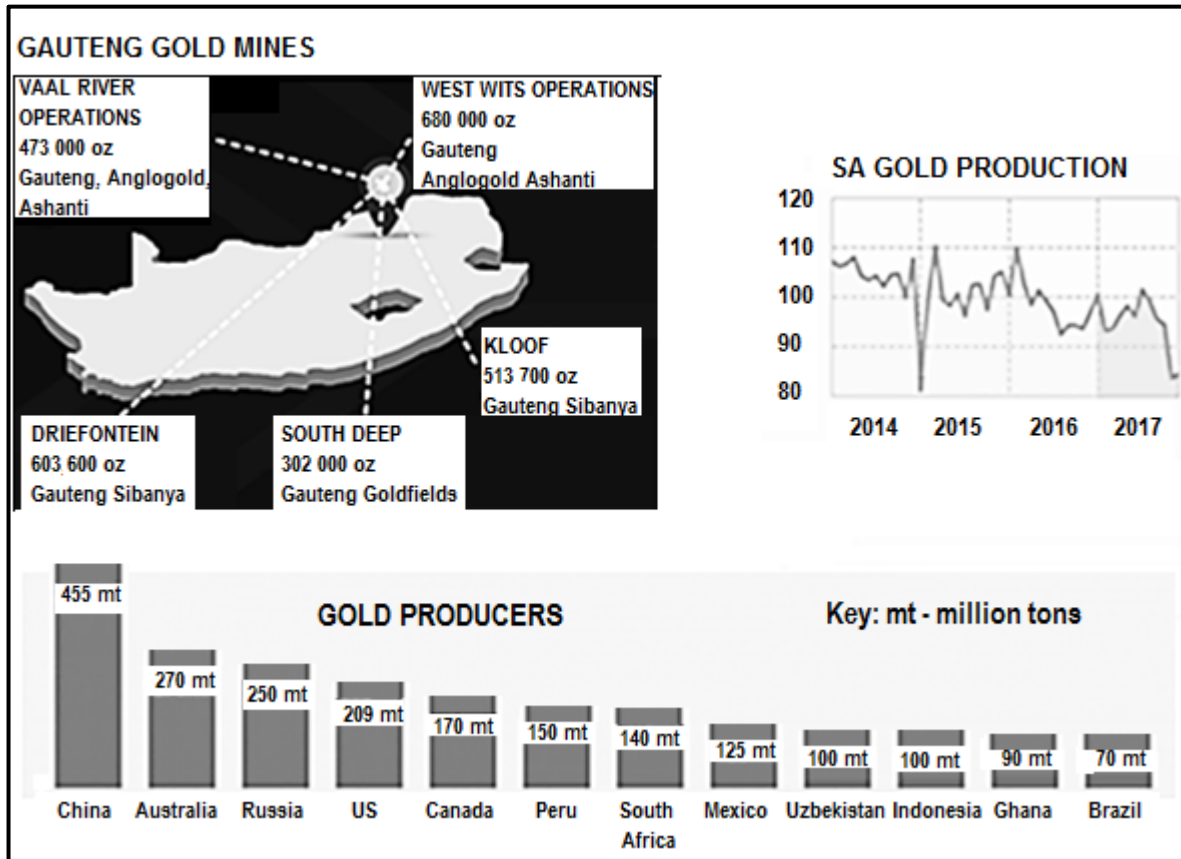 GAUTENG GOLD MINES
VAAL RIVER
OPERATIONS
473 000 oz
Gauteng, Anglogold,
Ashanti
WEST WITS OPERATIONS
680 000 oz
Gauteng
Anglogold Ashanti
KLOOF
513 700 oz
Gauteng Sibanya
DRIEFONTEIN
603 600 oz
Gauteng Sibanya
SOUTH DEEP
302 000 oz
Gauteng Goldfields
SA GOLD PRODUCTION
120
110
100
90
80
2014 2015 2016 2017
GOLD PRODUCERS
Key: mt - million tons
455 mt
270 mt
250 mt
209 mt
170 mt
150 mt
140 mt
125 mt
100 mt
100 mt
90 mt
70 mt
China
Australia
Russia
US
Canada
Peru
South
Africa
Mexico
Uzbekistan
Indonesia
Ghana
Brazil